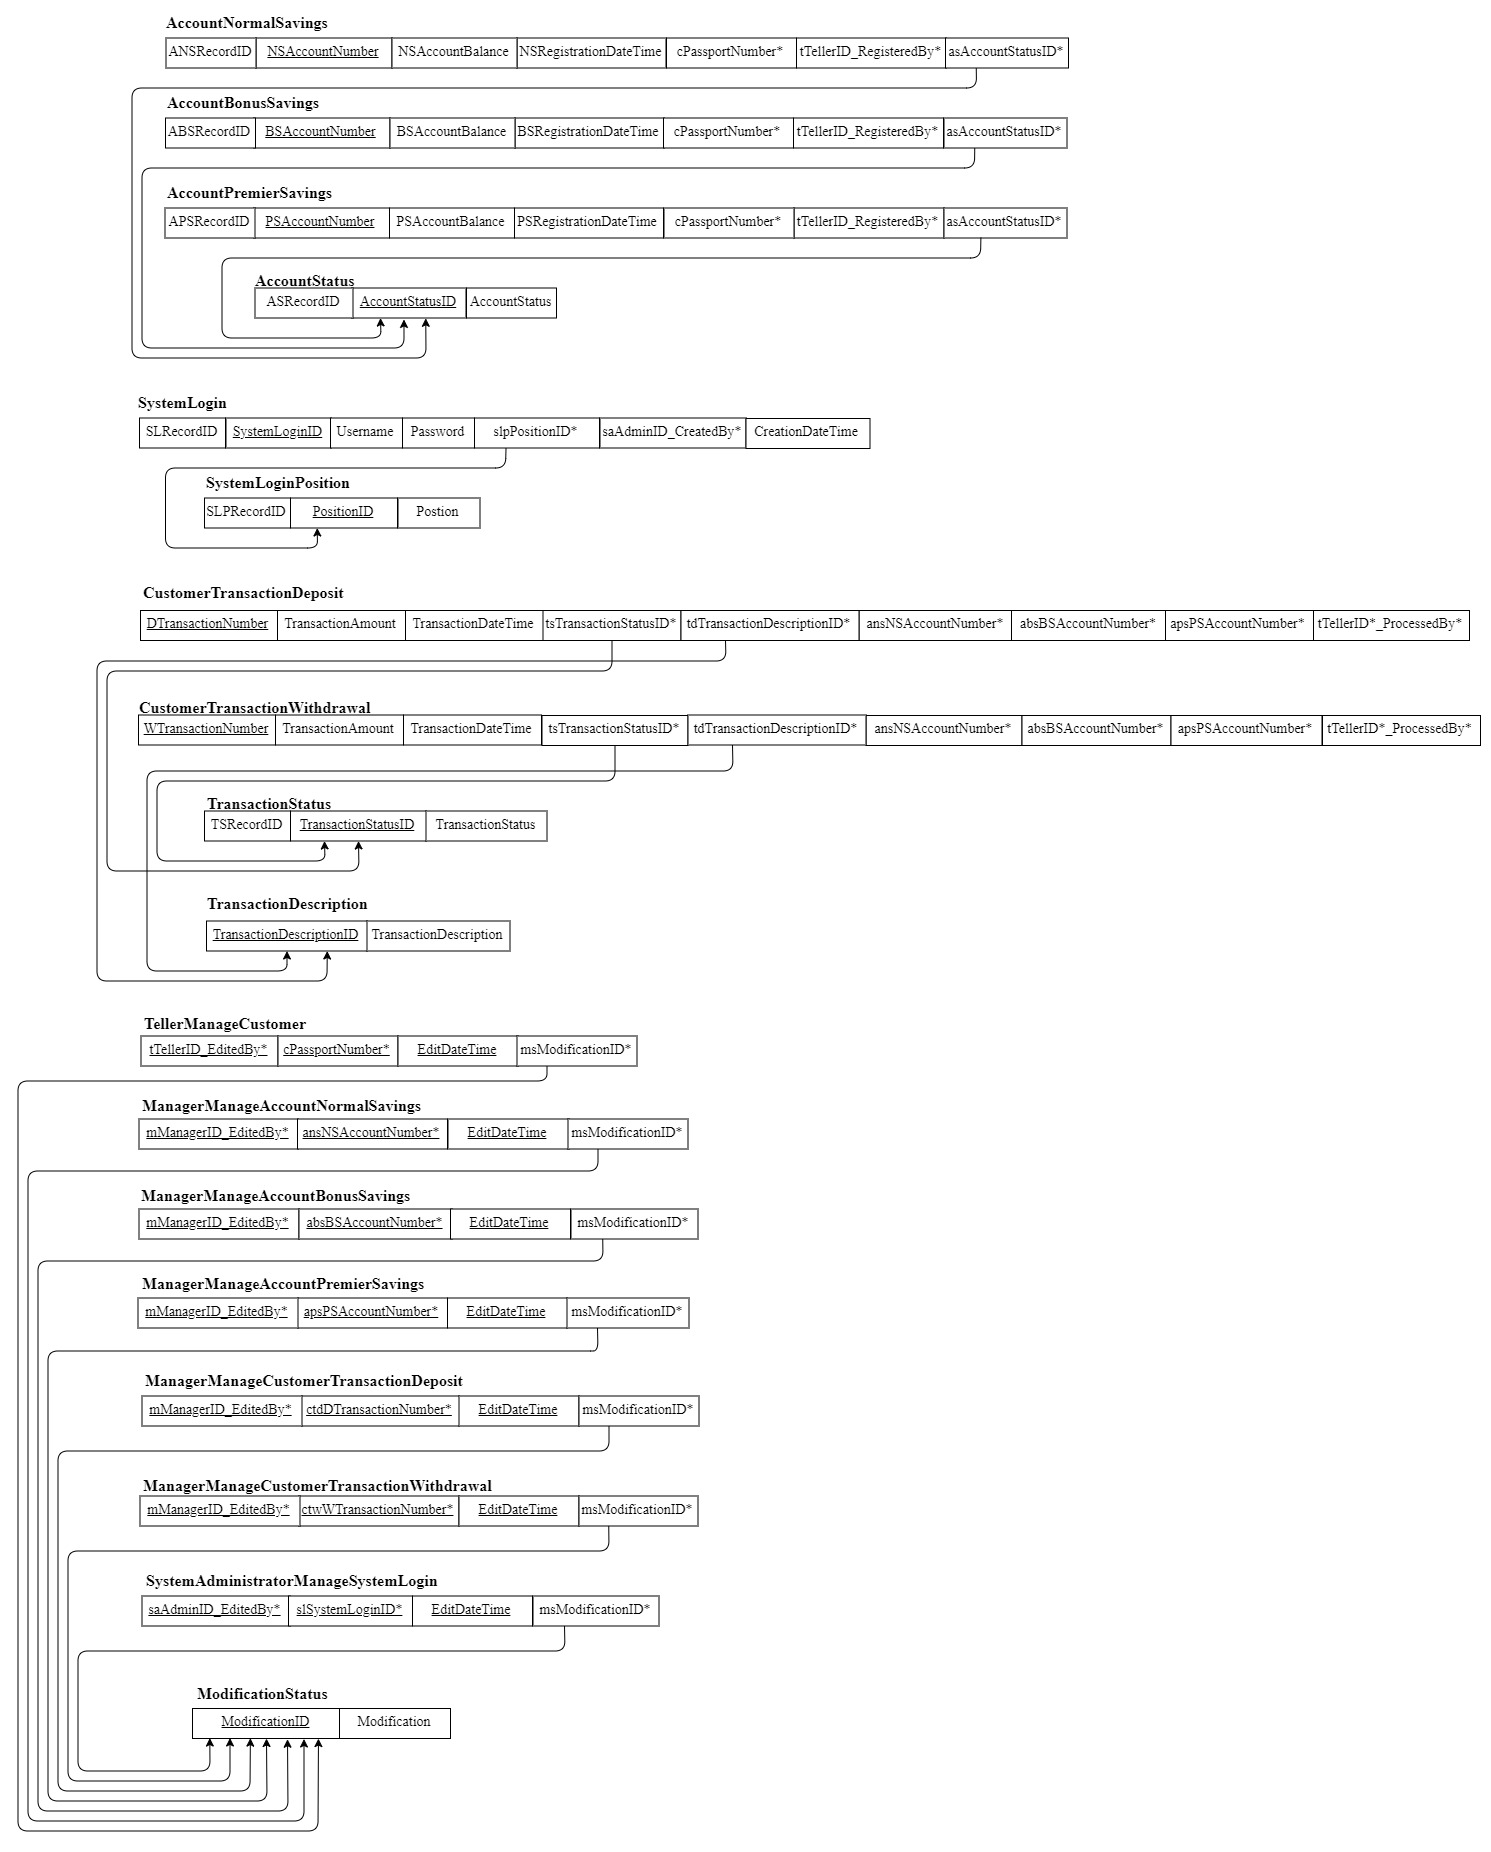 AccountNormalSavings
ANSRecordID NSAccountNumber NSAccountBalance NSRegistrationDateTime cPassportNumber* tTellerID_RegisteredBy* asAccountStatusID*
AccountBonusSavings
ABSRecordID BSAccountNumber BSAccountBalance BSRegistrationDateTime cPassportNumber* tTellerID_RegisteredBy* asAccountStatusID*
AccountPremierSavings
APSRecordID PSAccountNumber PSAccountBalance PSRegistrationDateTime cPassportNumber* tTellerID_RegisteredBy* asAccountStatusID*
AccountStatus
ASRecordID AccountStatusID AccountStatus
SystemLogin
SLRecordID SystemLoginID Username Password slpPositionID* saAdminID_CreatedBy* CreationDateTime
SystemLoginPosition
SLPRecordID PositionID Postion
CustomerTransactionDeposit
DTransactionNumber TransactionAmount TransactionDateTime tsTransactionStatusID* tdTransactionDescriptionID* ansNSAccountNumber* absBSAccountNumber* apsPSAccountNumber* tTellerID*_ProcessedBy*
CustomerTransactionWithdrawal
WTransactionNumber TransactionAmount TransactionDateTime tsTransactionStatusID* tdTransactionDescriptionID* ansNSAccountNumber* absBSAccountNumber* apsPSAccountNumber* tTellerID*_ProcessedBy*
TransactionStatus
TSRecordID TransactionStatusID TransactionStatus
TransactionDescription
TransactionDescriptionID TransactionDescription
TellerManageCustomer
tTellerID_EditedBy* cPassportNumber* EditDateTime msModificationID*
ManagerManageAccountNormalSavings
mManagerID_EditedBy* ansNSAccountNumber* EditDateTime msModificationID*
ManagerManageAccountBonusSavings
mManagerID_EditedBy* absBSAccountNumber* EditDateTime msModificationID*
ManagerManageAccountPremierSavings
mManagerID_EditedBy* apsPSAccountNumber* EditDateTime msModificationID*
ManagerManageCustomerTransactionDeposit
mManagerID_EditedBy* ctdDTransactionNumber* EditDateTime msModificationID*
ManagerManageCustomerTransactionWithdrawal
mManagerID_EditedBy* ctwWTransactionNumber* EditDateTime msModificationID*
SystemAdministratorManageSystemLogin
saAdminID_EditedBy* slSystemLoginID* EditDateTime msModificationID*
ModificationStatus
ModificationID Modification